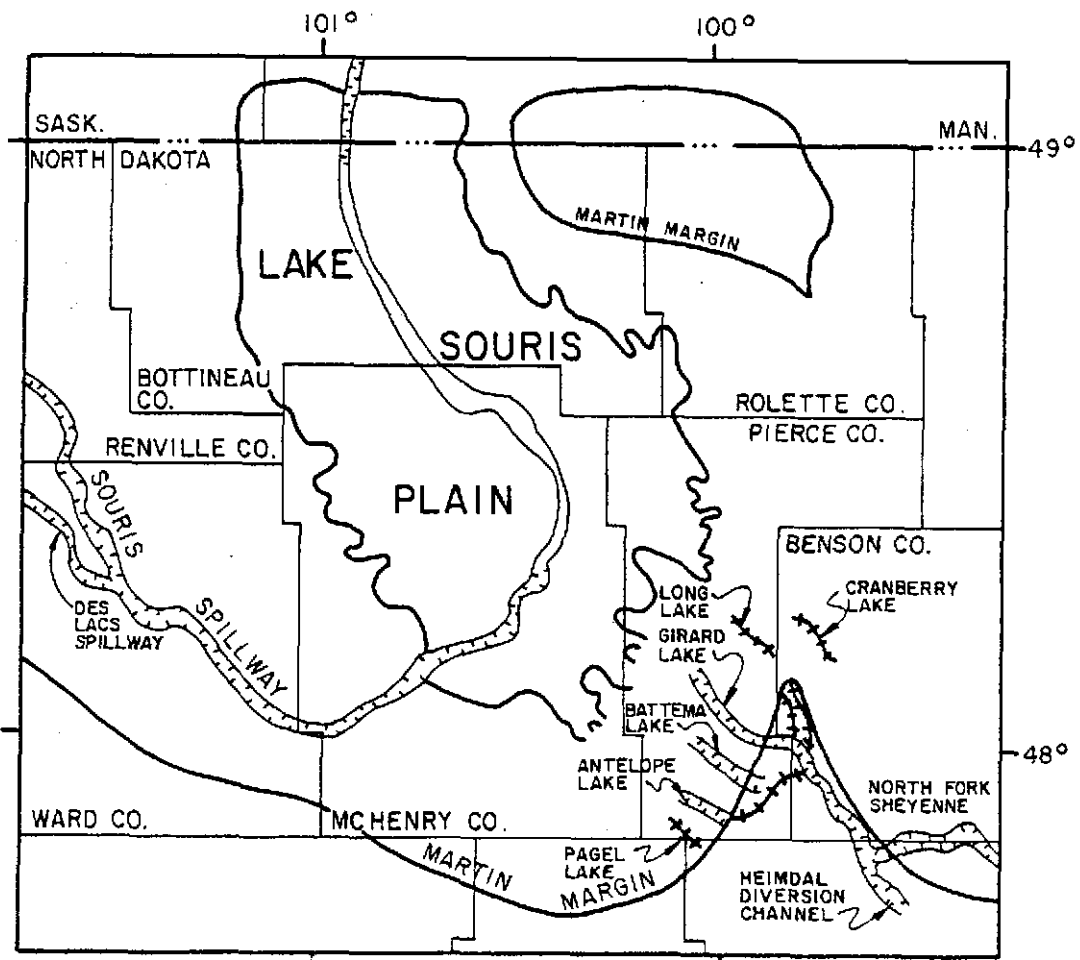 101°
100°
SASK.
MAN.
NORTH DAKOTA
49°
MARTIN MARGIN
LAKE
SOURIS
BOTTINEAU
CO.
ROLETTE CO.
PIERCE CO.
RENVILLE CO.
SOURIS
PLAIN
BENSON CO.
DES
LACS
SPILLWAY
SPILLWAY
LONG
LAKE
CRANBERRY
LAKE
GIRARD
LAKE
BATTEMA
LAKE
48°
ANTELOPE
LAKE
NORTH FORK
SHEYENNE
WARD CO.
MCHENRY CO.
MARTIN
MARGIN
PAGEL
LAKE
HEIMDAL
DIVERSION
CHANNEL